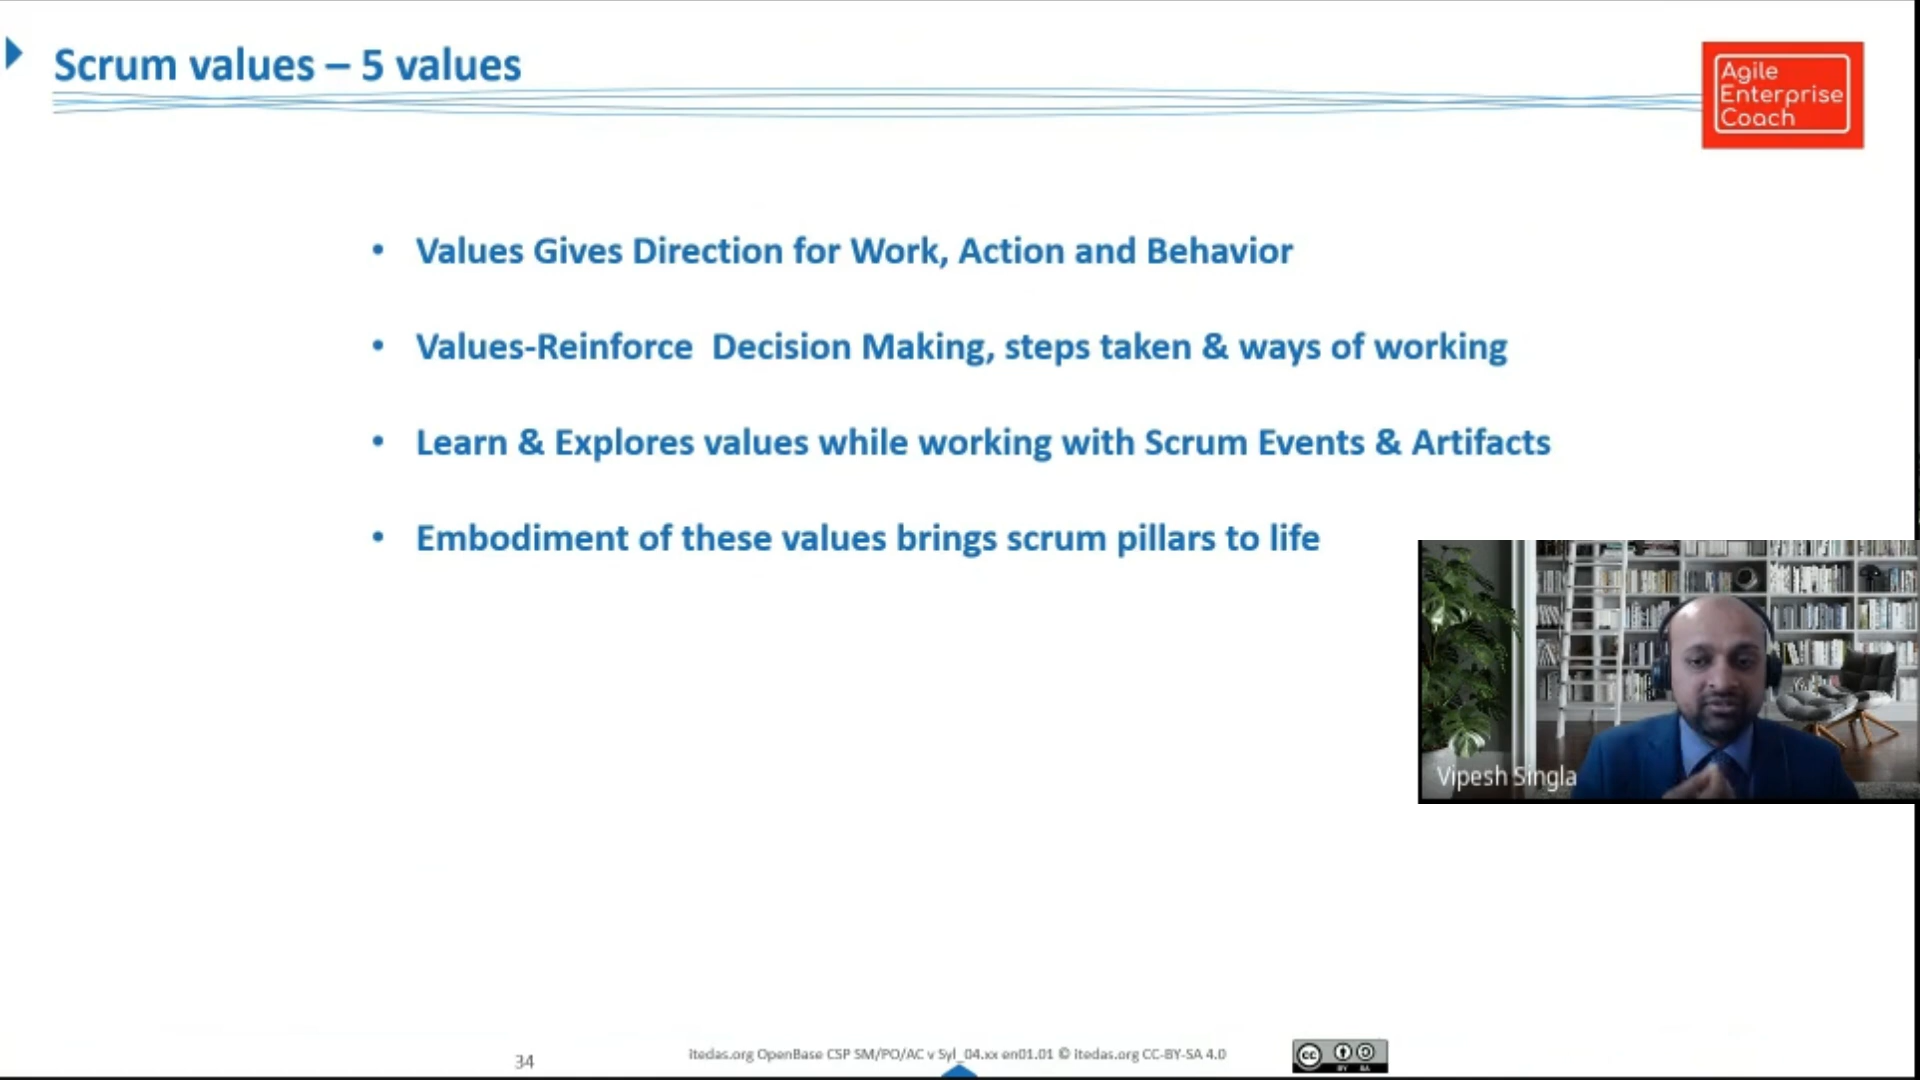 Scrum values – 5 values
Agile
Enterprise
Coach
• Values Gives Direction for Work, Action and Behavior
• Values-Reinforce Decision Making, steps taken & ways of working
• Learn & Explores values while working with Scrum Events & Artifacts
• Embodiment of these values brings scrum pillars to life
Vipesh Singla
34
itedas.org OpenBase CSP SM/PO/AC v Syl_04.xx en01.01 © itedas.org CC-BY-SA 4.0
cc
BY SA